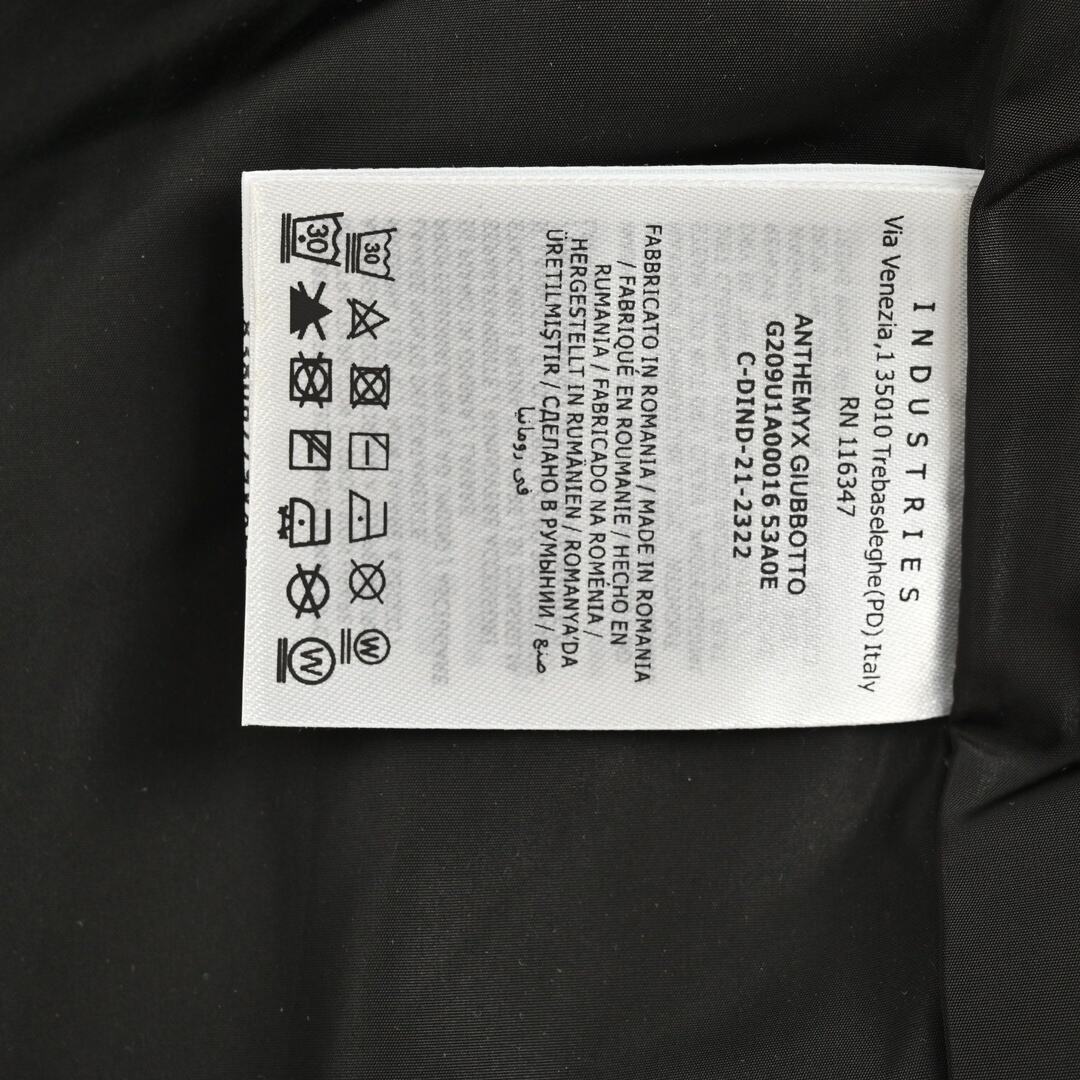 INDUSTRIES
Via Venezia,1 35010 Trebaseleghe(PD) Italy
RN 116347
ANTHEMYX GIUBBOTTO
G209U1A00016 53A0E
C-DIND-21-2322
FABBRICATO IN ROMANIA / MADE IN ROMANIA
/ FABRIQUÉ EN ROUMANIE / HECHO EN
RUMANIA / FABRICADO NA ROMÉNIA /
HERGESTELLT IN RUMÄNIEN / ROMANYA'DA
ÜRETILMIŞTIR / СДЕЛАНО В РУМЫНИИ / صنع
في رومانيا
30
W
30
W